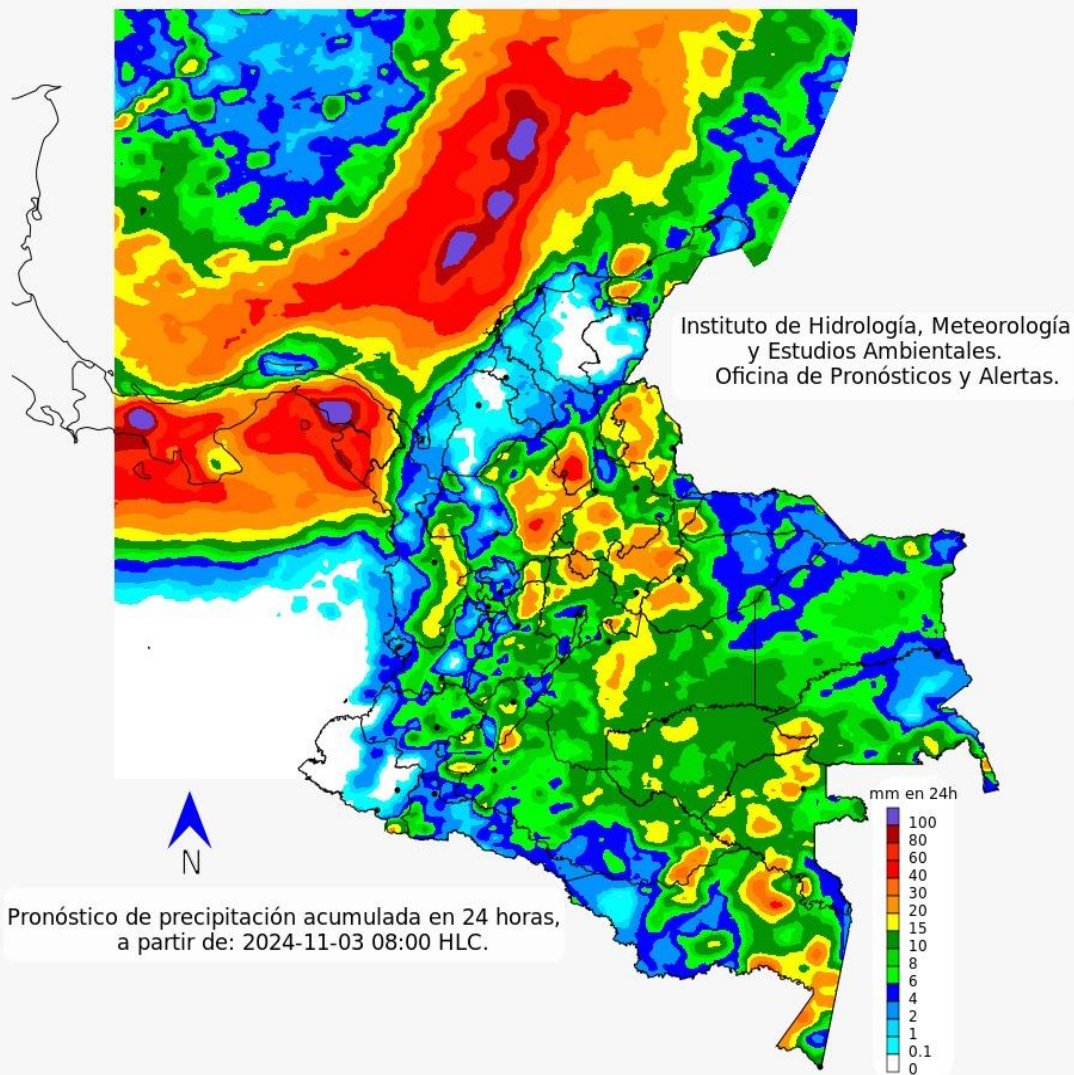 Instituto de Hidrología, Meteorología
y Estudios Ambientales.
Oficina de Pronósticos y Alertas.
mm en 24h
100
80
60
40
30
20
15
10
8
6
4
2
1
0.1
0
N
Pronóstico de precipitación acumulada en 24 horas,
a partir de: 2024-11-03 08:00 HLC.